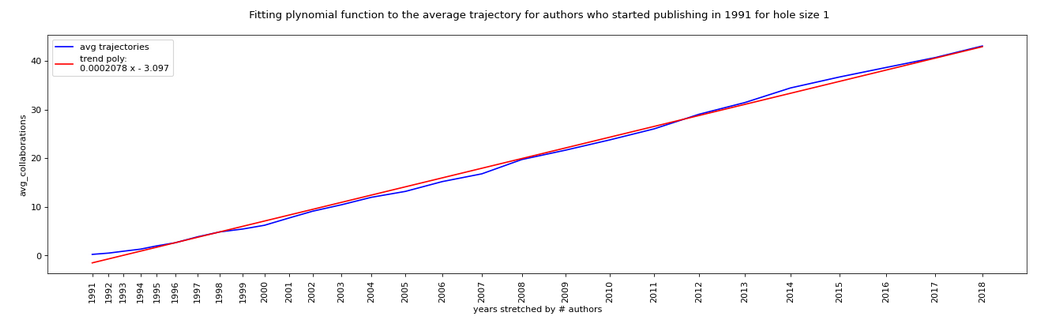 Fitting plynomial function to the average trajectory for authors who started publishing in 1991 for hole size 1
avg trajectories
trend poly:
0.0002078 x - 3.097
avg_collaborations
40
30
20
10
0
1991 1992 1993 1994 1995 1996 1997 1998 1999 2000 2001 2002 2003 2004 2005 2006 2007 2008 2009 2010 2011 2012 2013 2014 2015 2016 2017 2018
years stretched by # authors